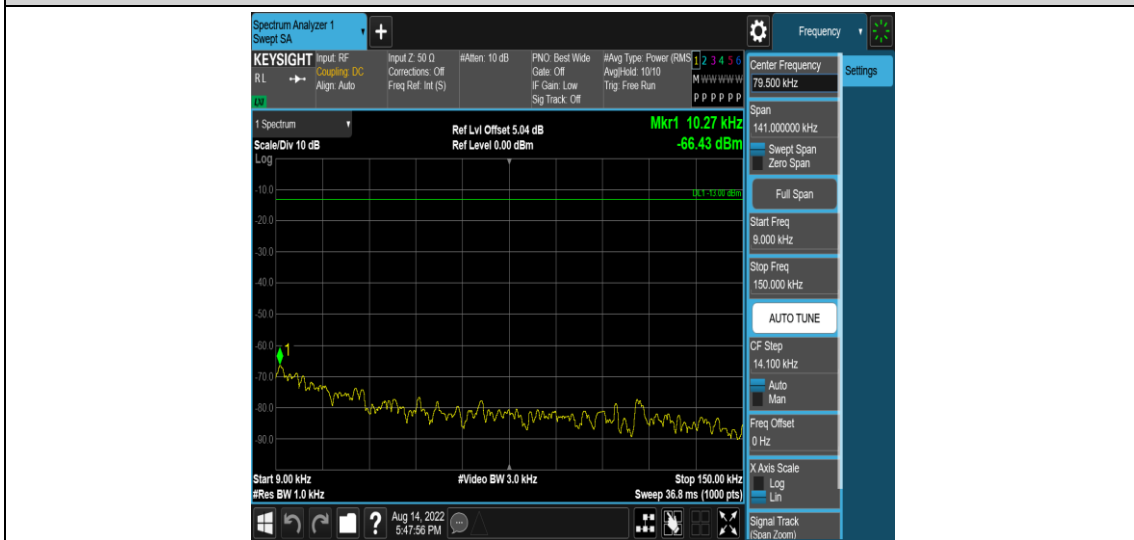 Spectrum Analyzer 1
Swept SA
+
Frequency
KEYSIGHT
RL
LXI
Input: RF
Coupling: DC
Align: Auto
Input Z: 50 Ω
Corrections: Off
Freq Ref: Int (S)
#Atten: 10 dB
PNO: Best Wide
Gate: Off
IF Gain: Low
Sig Track: Off
#Avg Type: Power (RMS
Avg|Hold: 10/10
Trig: Free Run
1 2 3 4 5 6
M W W W W W
P P P P P P
Center Frequency
79.500 kHz
Settings
Span
141.000000 kHz
Swept Span
Zero Span
Full Span
Start Freq
9.000 kHz
Stop Freq
150.000 kHz
AUTO TUNE
CF Step
14.100 kHz
Auto
Man
Freq Offset
0 Hz
X Axis Scale
Log
Lin
Signal Track
(Span Zoom)
1 Spectrum
Scale/Div 10 dB
Log
Ref Lvl Offset 5.04 dB
Ref Level 0.00 dBm
Mkr1 10.27 kHz
-66.43 dBm
DL1 -13.00 dBm
-10.0
-20.0
-30.0
-40.0
-50.0
-60.0
1
-70.0
-80.0
-90.0
Start 9.00 kHz
#Res BW 1.0 kHz
#Video BW 3.0 kHz
Stop 150.00 kHz
Sweep 36.8 ms (1000 pts)
?
Aug 14, 2022
5:47:56 PM